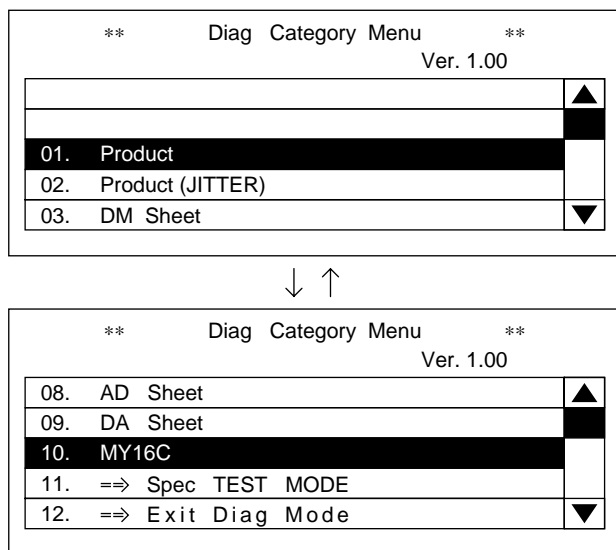 ** Diag Category Menu **
Ver. 1.00
01. Product
02. Product (JITTER)
03. DM Sheet
↓ ↑
** Diag Category Menu **
Ver. 1.00
08. AD Sheet
09. DA Sheet
10. MY16C
11. ==> Spec TEST MODE
12. ==> Exit Diag Mode